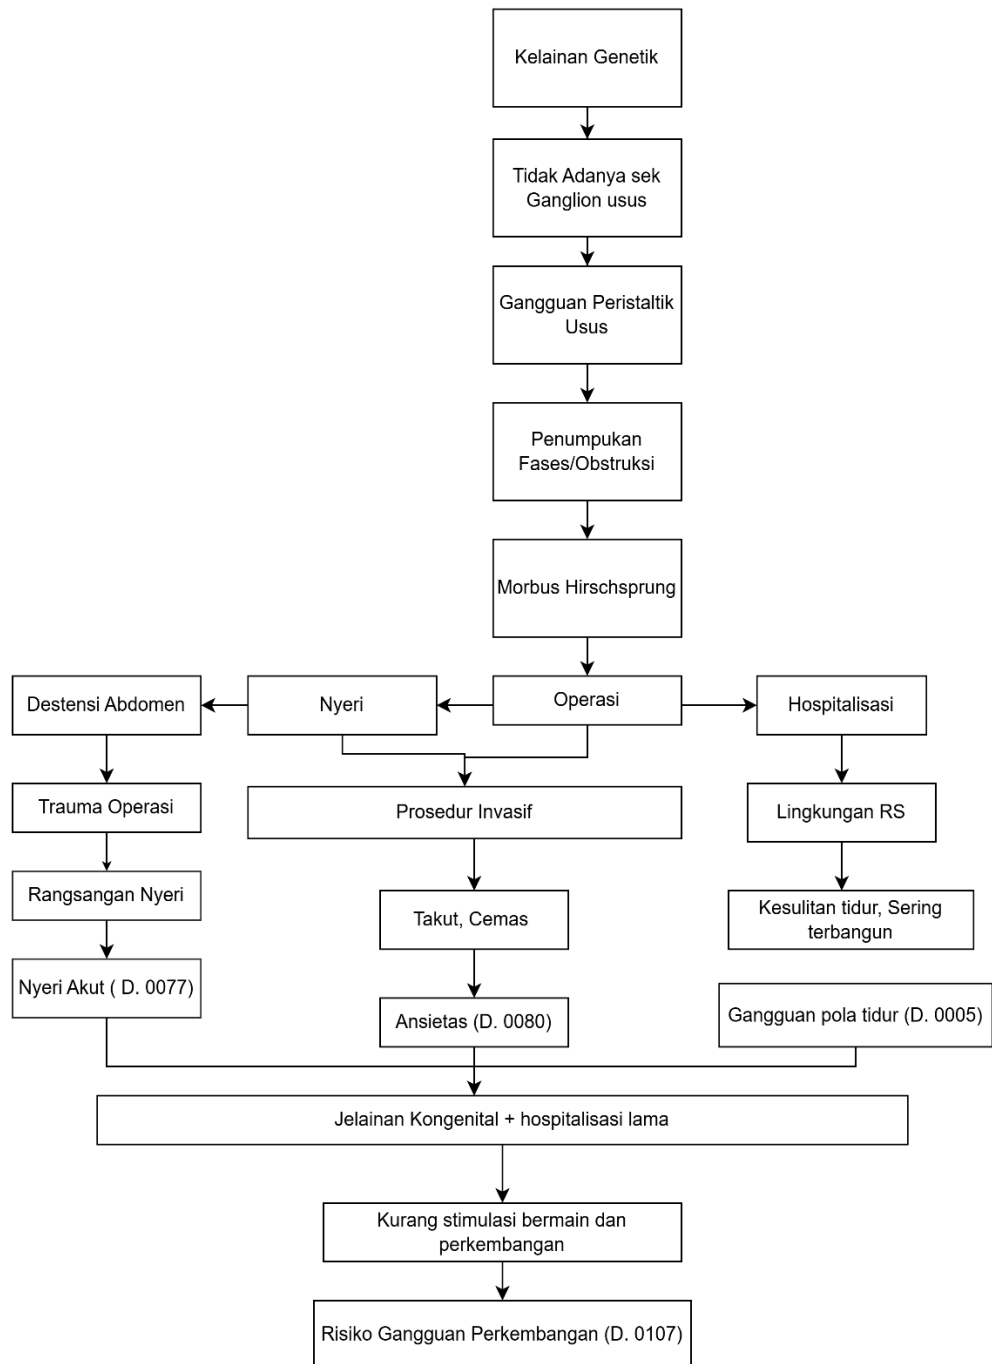 Kelainan Genetik
Tidak Adanya sek
Ganglion usus
Gangguan Peristaltik
Usus
Penumpukan
Fases/Obstruksi
Morbus Hirschsprung
Destensi Abdomen
Nyeri
Operasi
Hospitalisasi
Trauma Operasi
Prosedur Invasif
Lingkungan RS
Rangsangan Nyeri
Takut, Cemas
Kesulitan tidur, Sering
terbangun
Nyeri Akut ( D. 0077)
Ansietas (D. 0080)
Gangguan pola tidur (D. 0005)
Jelainan Kongenital + hospitalisasi lama
Kurang stimulasi bermain dan
perkembangan
Risiko Gangguan Perkembangan (D. 0107)